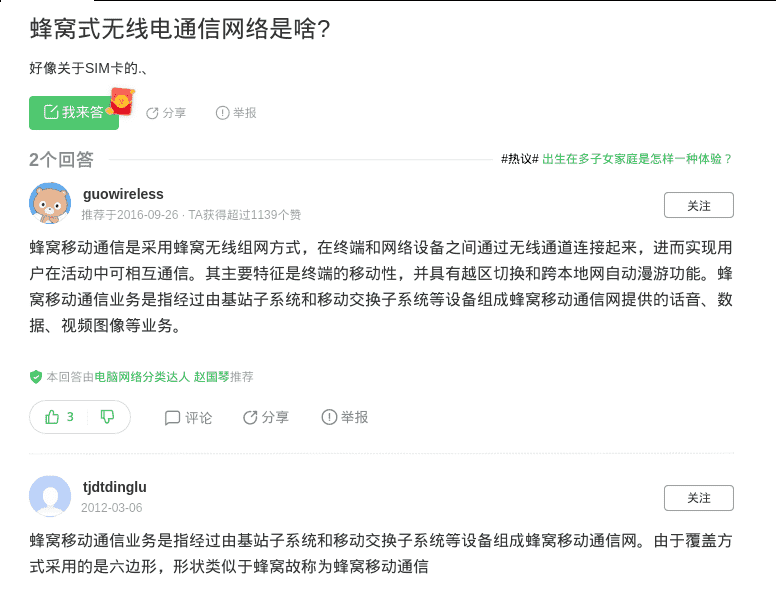 蜂窝式无线电通信网络是啥?
好像关于SIM卡的.、
我来答
分享
举报
2个回答
#热议# 出生在多子女家庭是怎样一种体验？
guowireless
推荐于2016-09-26 · TA获得超过1139个赞
关注
蜂窝移动通信是采用蜂窝无线组网方式，在终端和网络设备之间通过无线通道连接起来，进而实现用
户在活动中可相互通信。其主要特征是终端的移动性，并具有越区切换和跨本地网自动漫游功能。蜂
窝移动通信业务是指经过由基站子系统和移动交换子系统等设备组成蜂窝移动通信网提供的话音、数
据、视频图像等业务。
本回答由电脑网络分类达人 赵国琴推荐
3
评论
分享
举报
tjdtdinglu
2012-03-06
关注
蜂窝移动通信业务是指经过由基站子系统和移动交换子系统等设备组成蜂窝移动通信网。由于覆盖方
式采用的是六边形，形状类似于蜂窝故称为蜂窝移动通信